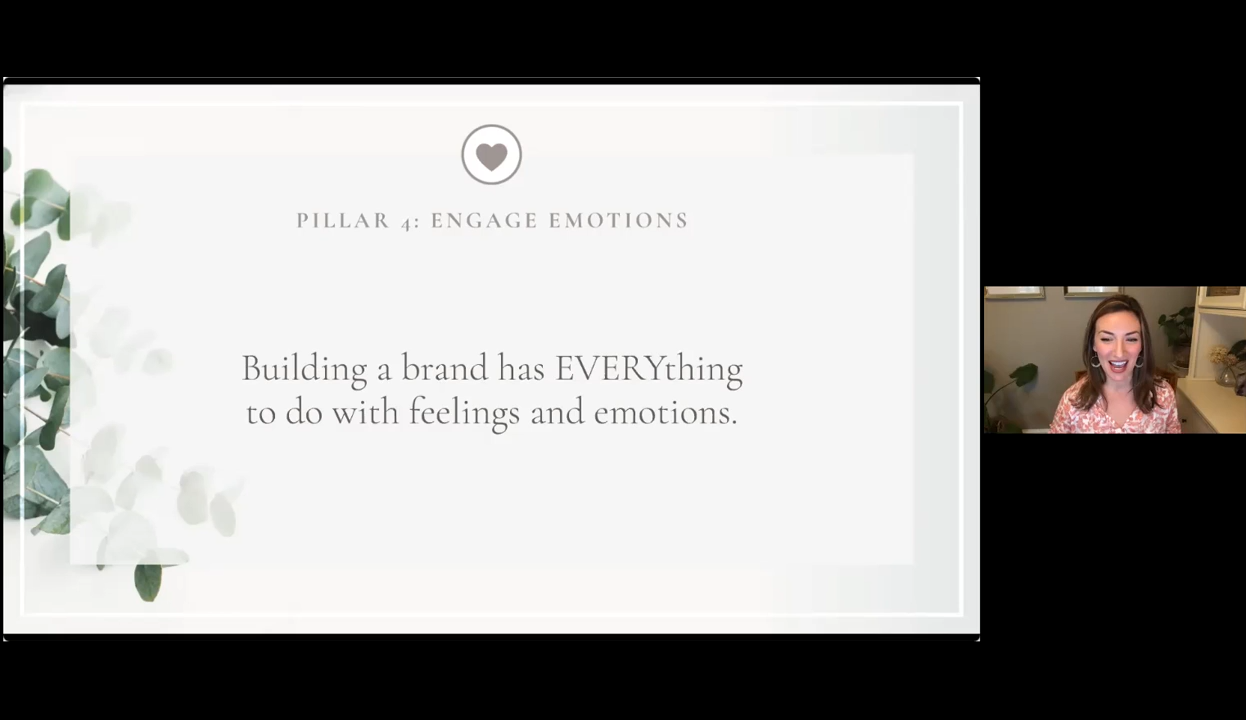 PILLAR 4: ENGAGE EMOTIONS
Building a brand has EVERYthing
to do with feelings and emotions.